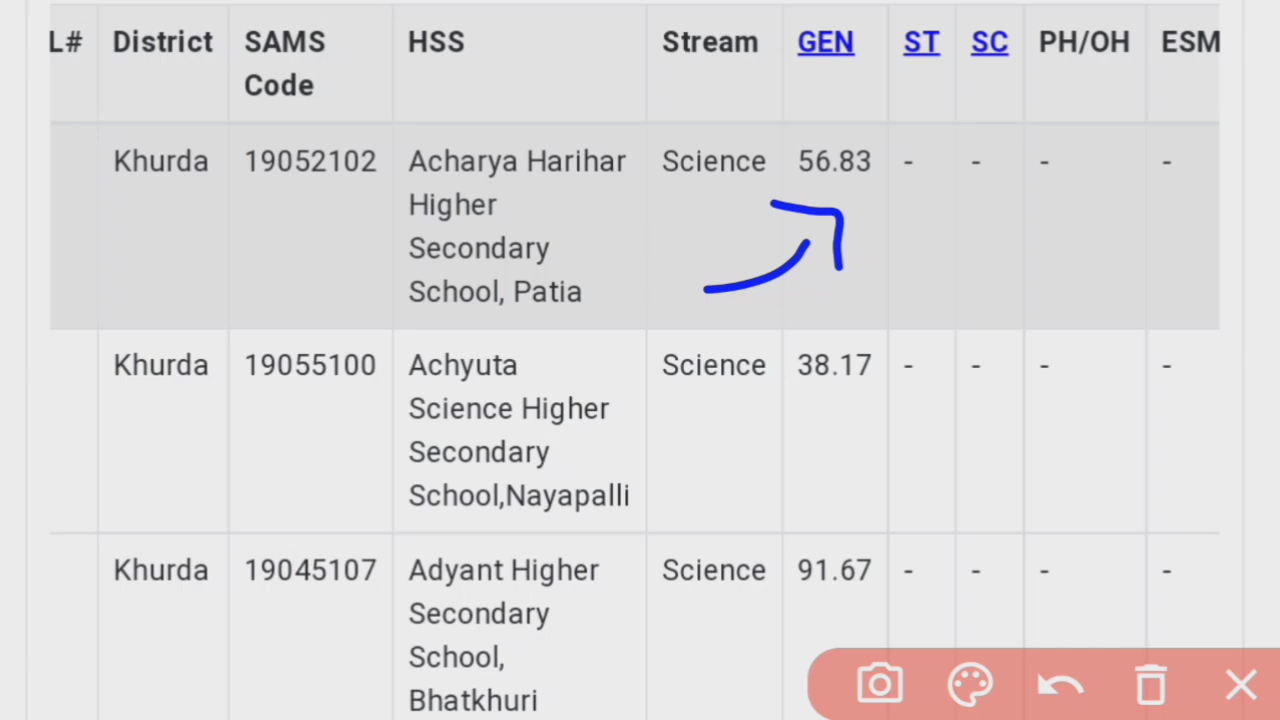 L# District SAMS Code HSS Stream GEN ST SC PH/OH ESM
Khurda 19052102 Acharya Harihar Science 56.83 - - - -
Higher
Secondary
School, Patia
Khurda 19055100 Achyuta Science 38.17 - - - -
Science Higher
Secondary
School,Nayapalli
Khurda 19045107 Adyant Higher Science 91.67 - - - -
Secondary
School,
Bhatkhuri